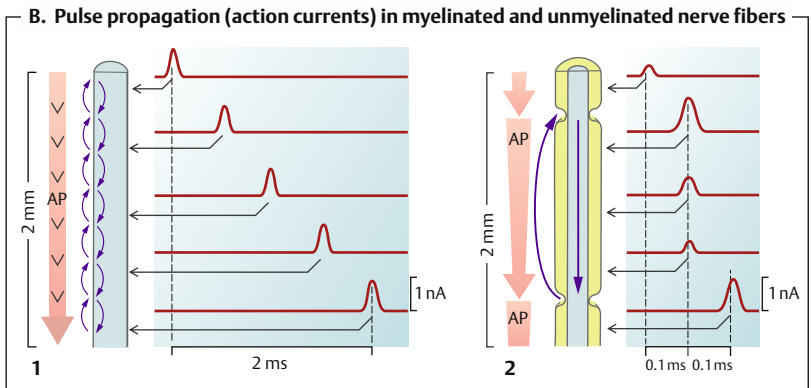 B. Pulse propagation (action currents) in myelinated and unmyelinated nerve fibers
2 mm
AP
1 nA
2 ms
1
2 mm
AP
AP
1 nA
0.1 ms 0.1 ms
2